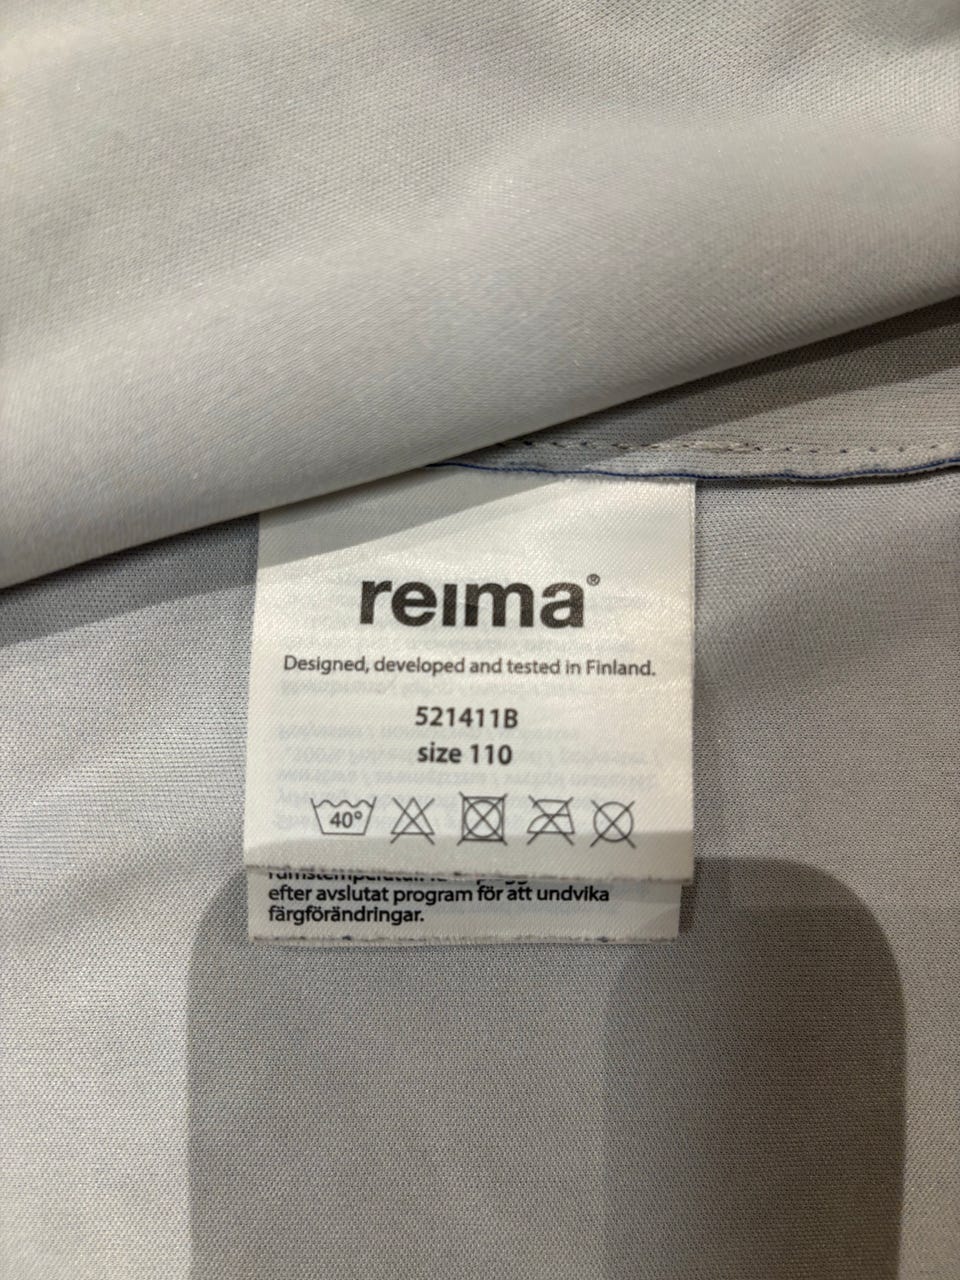 reima®
Designed, developed and tested in Finland.
521411B
size 110
40°
efter avslutat program för att undvika
färgförändringar.